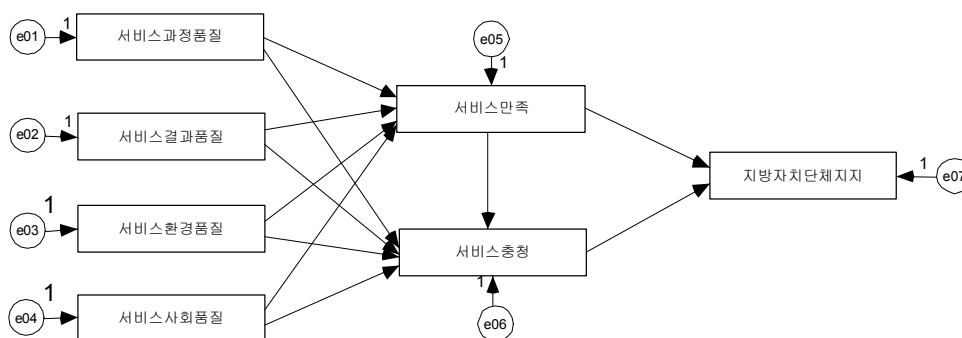 e01
1
서비스과정품질
e05
1
서비스만족
e02
1
서비스결과품질
지방자치단체지지
1
e07
e03
1
서비스환경품질
서비스충청
1
e06
e04
1
서비스사회품질